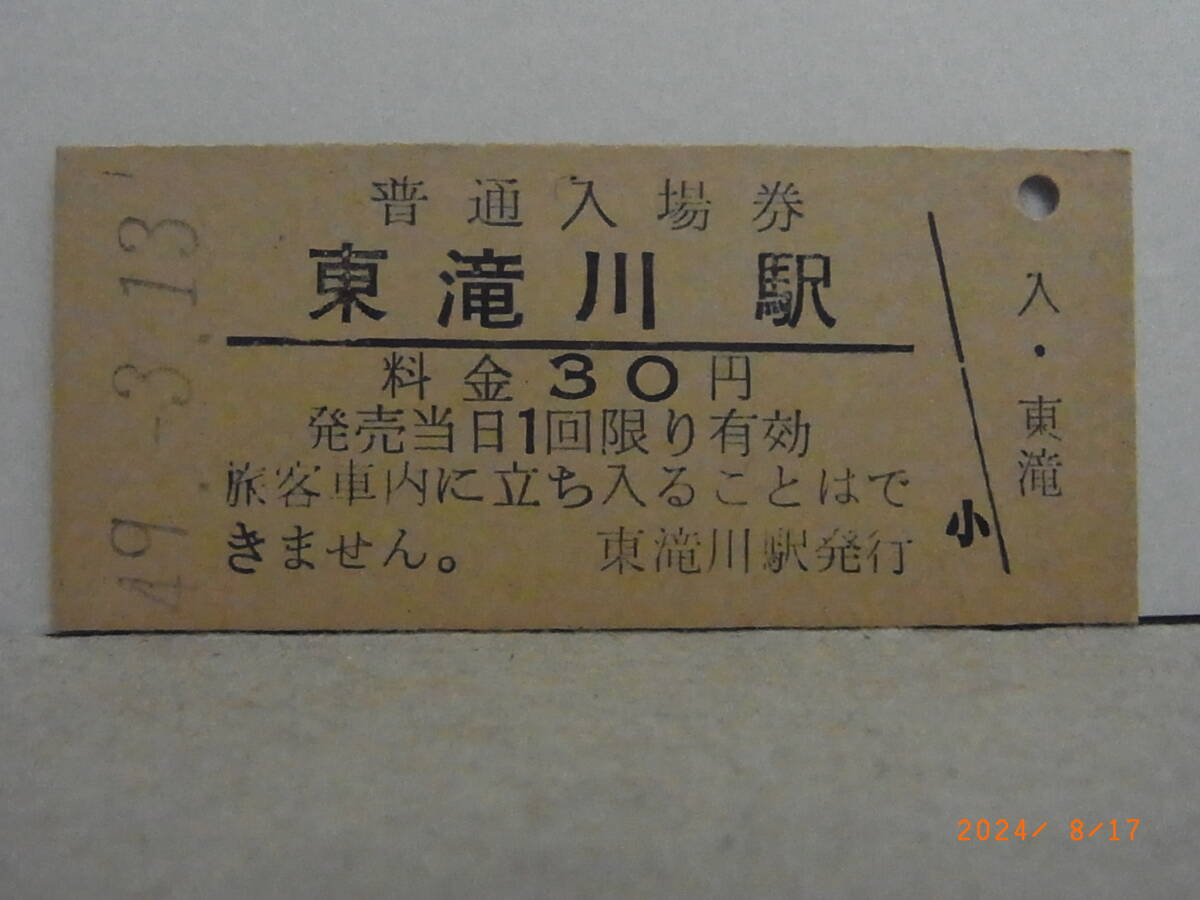 49.-3.13
普通入場券
東滝川駅
料金30円
発売当日1回限り有効
旅客車内に立ち入ることはで
きません。 東滝川駅発行
小
入・東滝
2024/ 8/17